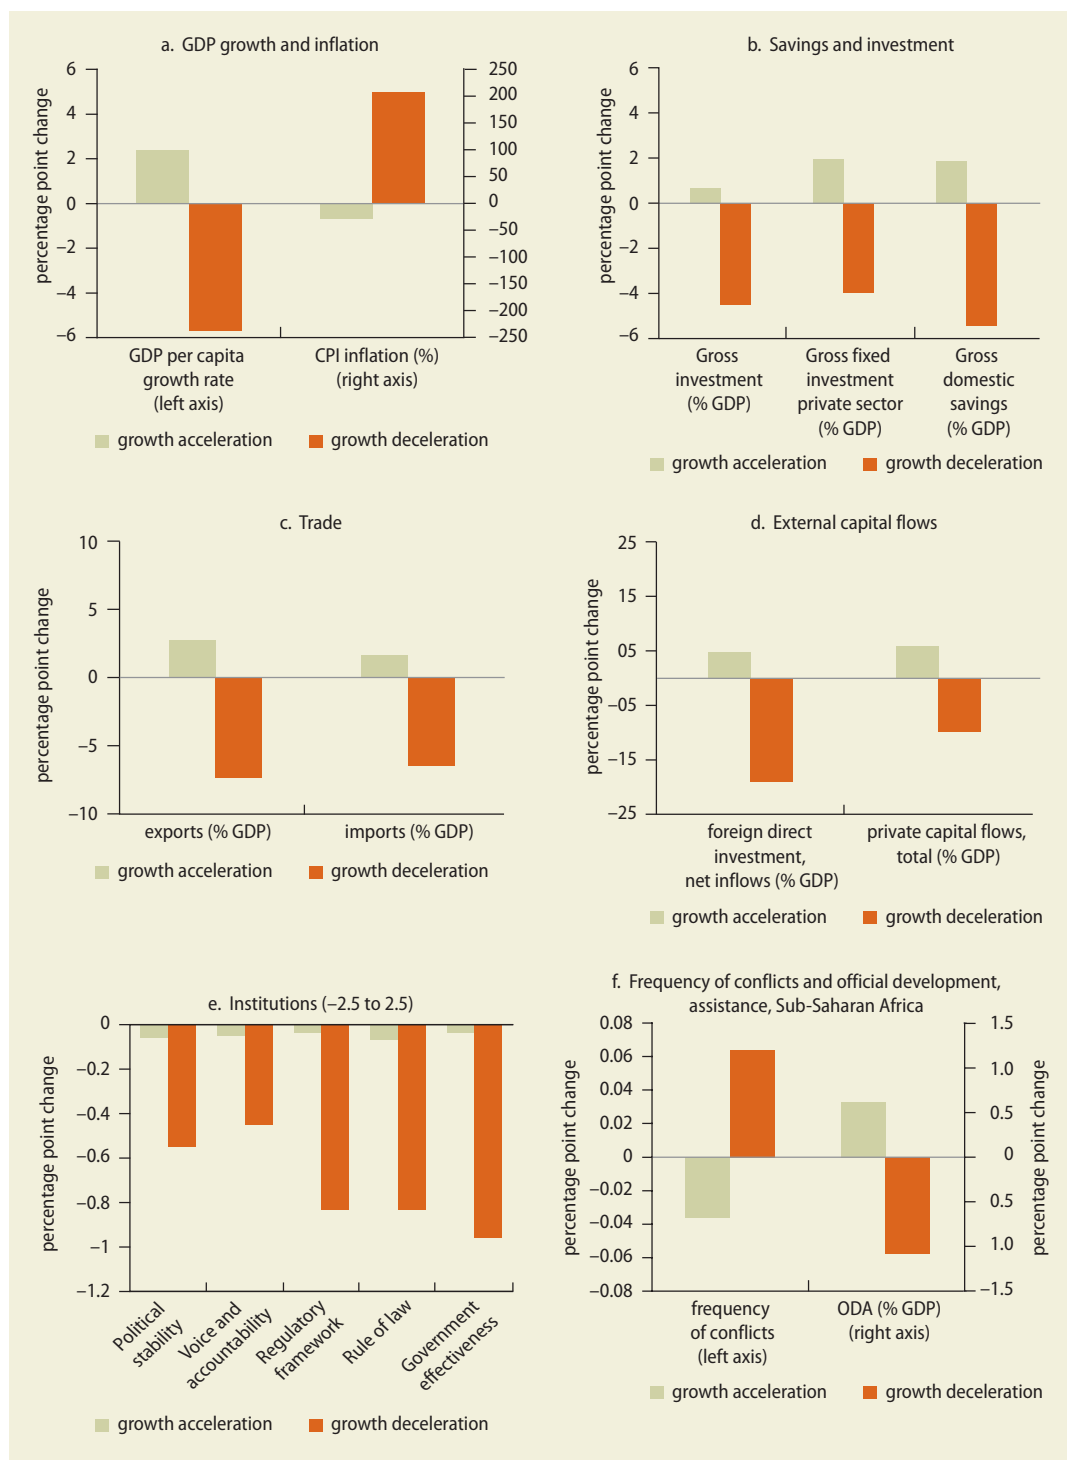 a. GDP growth and inflation
percentage point change
6
4
2
0
−2
−4
−6
250
200
150
100
50
0
−50
−100
−150
−200
−250
GDP per capita
growth rate
(left axis)
CPI inflation (%)
(right axis)
growth acceleration
growth deceleration
b. Savings and investment
percentage point change
6
4
2
0
−2
−4
−6
Gross
investment
(% GDP)
Gross fixed
investment
private sector
(% GDP)
Gross
domestic
savings
(% GDP)
growth acceleration
growth deceleration
c. Trade
percentage point change
10
5
0
−5
−10
exports (% GDP)
imports (% GDP)
growth acceleration
growth deceleration
d. External capital flows
percentage point change
25
15
05
−05
−15
−25
foreign direct
investment,
net inflows (% GDP)
private capital flows,
total (% GDP)
growth acceleration
growth deceleration
e. Institutions (−2.5 to 2.5)
percentage point change
0
−0.2
−0.4
−0.6
−0.8
−1
−1.2
Political
stability
Voice and
accountability
Regulatory
framework
Rule of law
Government
effectiveness
growth acceleration
growth deceleration
f. Frequency of conflicts and official development,
assistance, Sub-Saharan Africa
percentage point change
0.08
0.06
0.04
0.02
0
−0.02
−0.04
−0.06
−0.08
1.5
1.0
0.5
0
0.5
1.0
−1.5
percentage point change
frequency
of conflicts
(left axis)
ODA (% GDP)
(right axis)
growth acceleration
growth deceleration